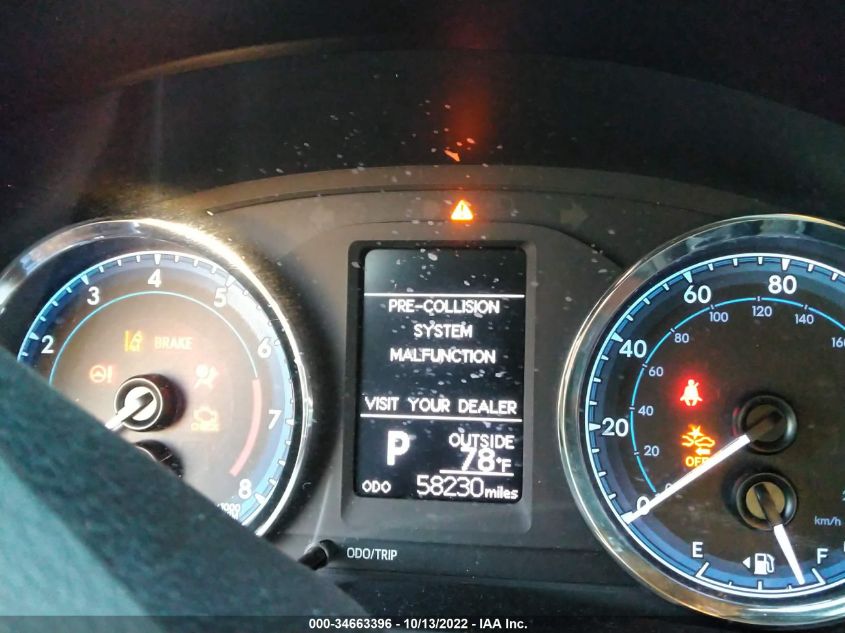 PRE-COLLISION
SYSTEM
MALFUNCTION
VISIT YOUR DEALER
P
OUTSIDE
78°F
ODO 58230 miles
ODO/TRIP
2 3 4 5 6 7 8
BRAKE
CHECK
0 20 40 60 80
0 20 40 60 80 100 120 140 160
km/h
OFF
E F
000-34663396 - 10/13/2022 - IAA Inc.